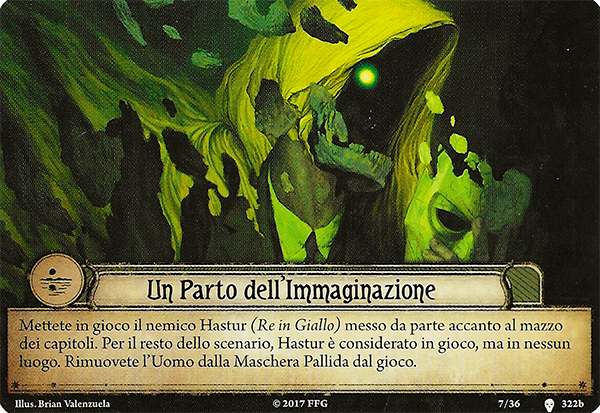 Un Parto dell'Immaginazione
Mettete in gioco il nemico Hastur (Re in Giallo) messo da parte accanto al mazzo
dei capitoli. Per il resto dello scenario, Hastur è considerato in gioco, ma in nessun
luogo. Rimuovete l'Uomo dalla Maschera Pallida dal gioco.
Illus. Brian Valenzuela
© 2017 FFG
7/36
322b